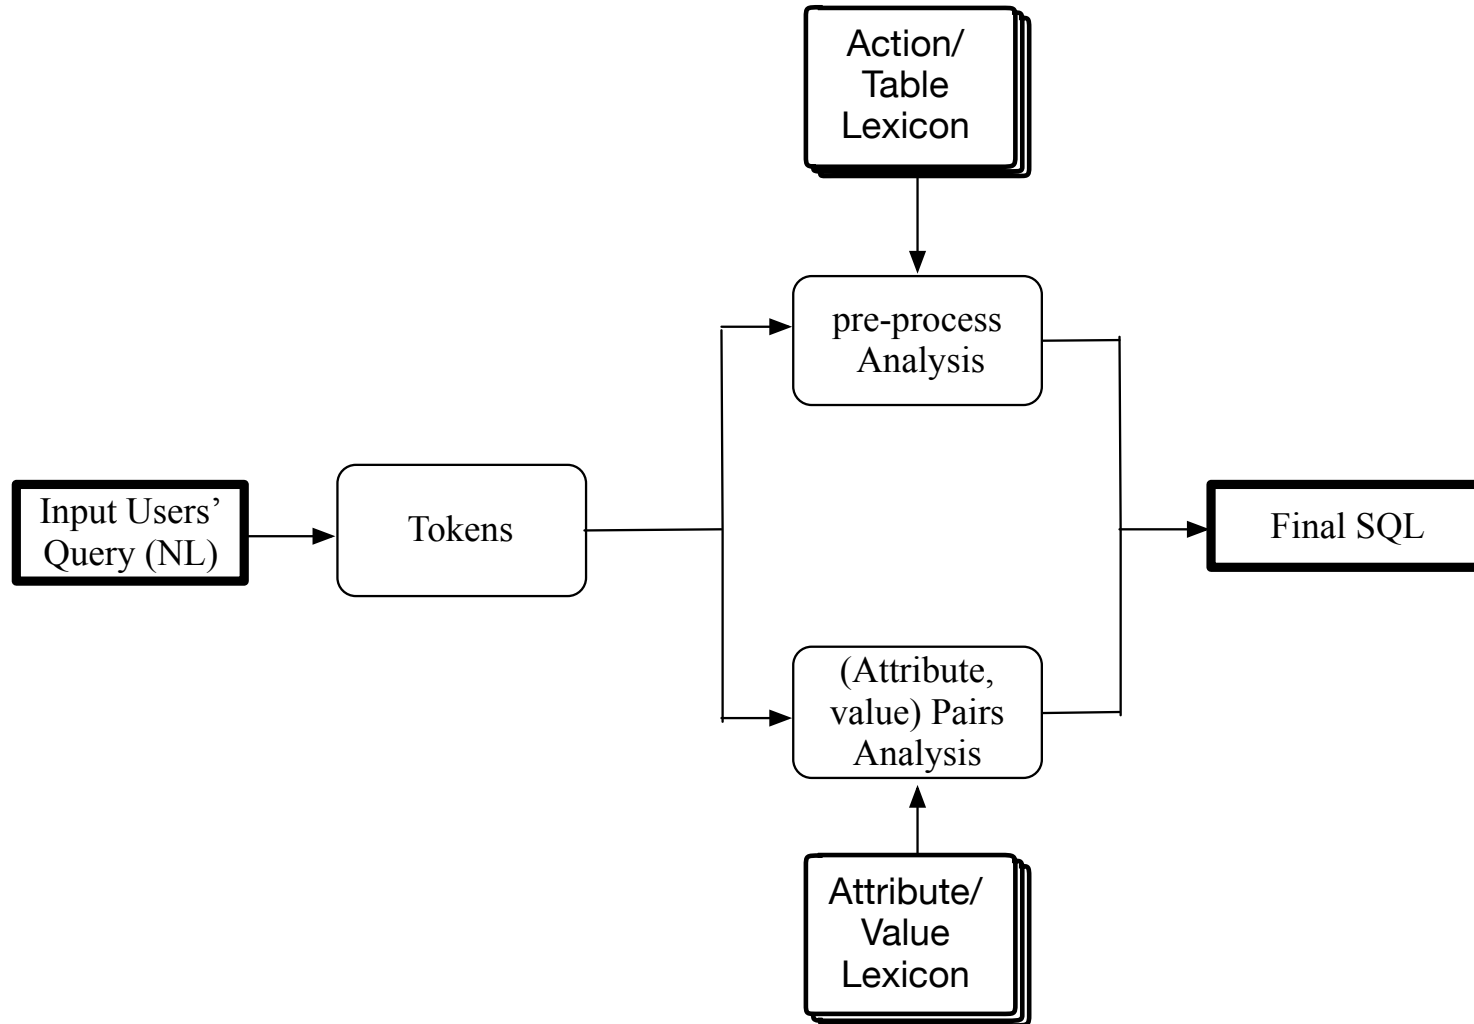 Action/
Table
Lexicon
pre-process
Analysis
Input Users’
Query (NL)
Tokens
Final SQL
(Attribute,
value) Pairs
Analysis
Attribute/
Value
Lexicon